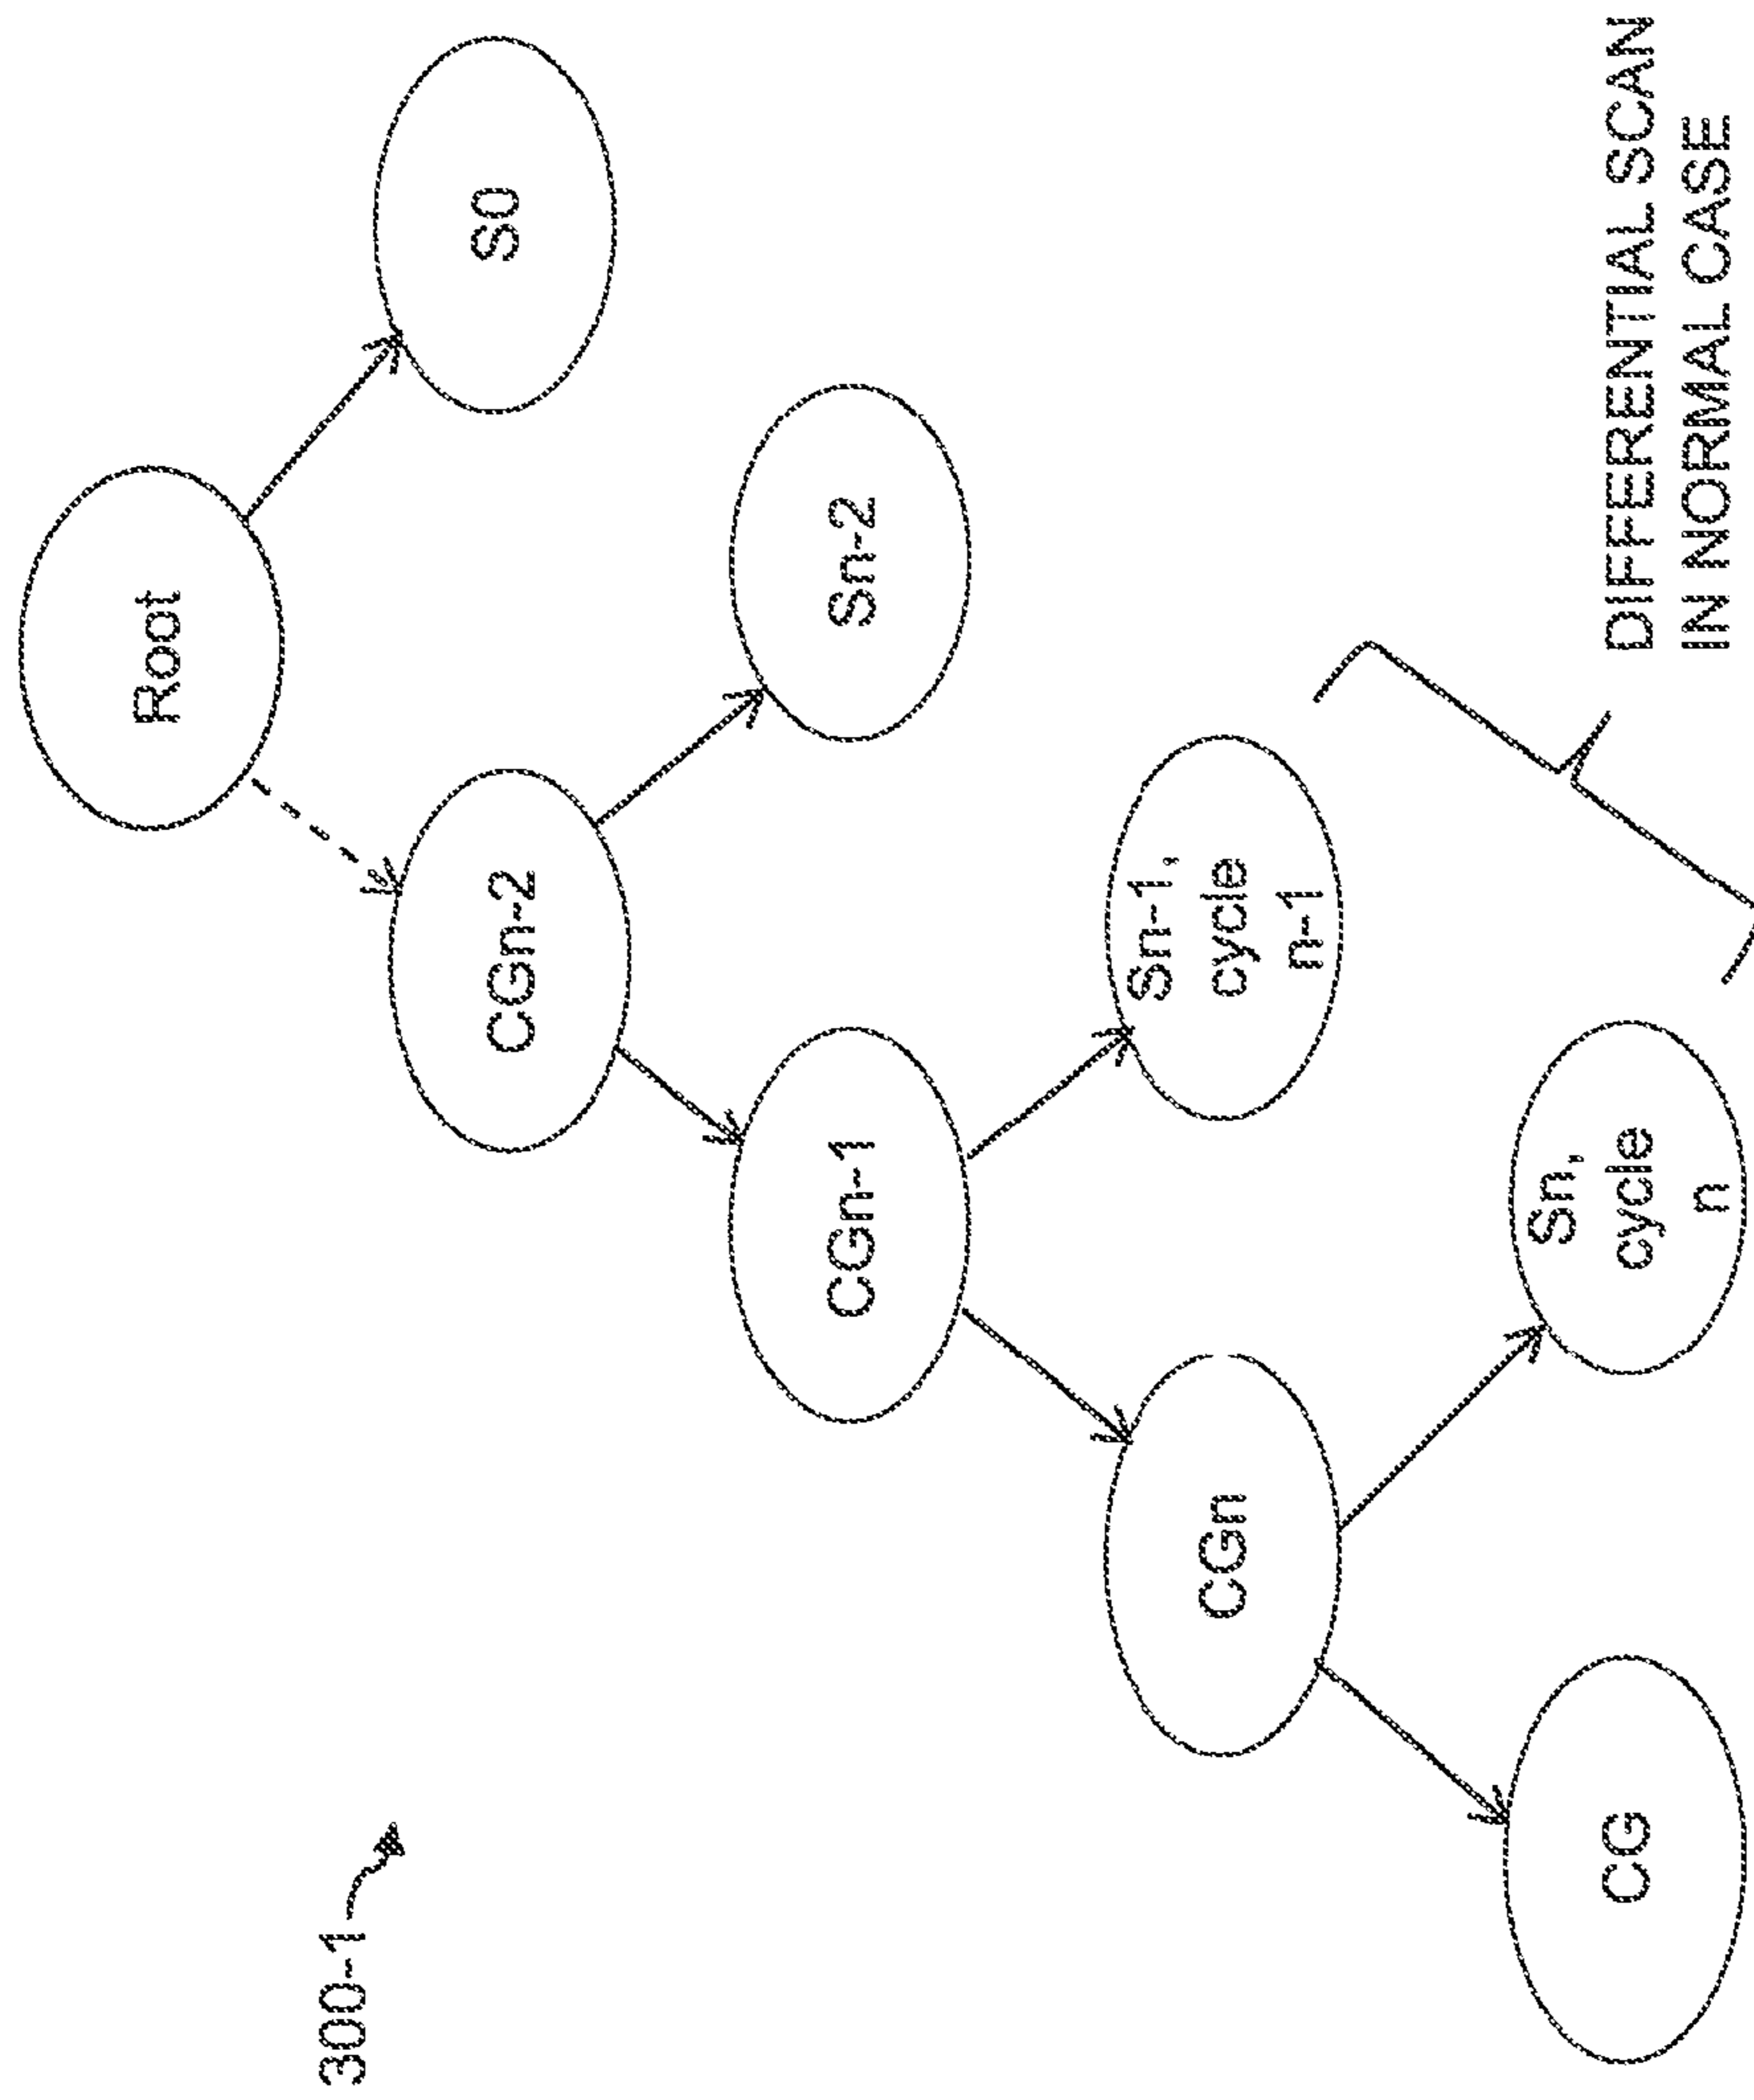 300-1
Root
S0
CGn-2
Sn-2
CGn-1
Sn-1,
cycle
n-1
CGn
Sn,
cycle
n
CG
DIFFERENTIAL SCAN
IN NORMAL CASE